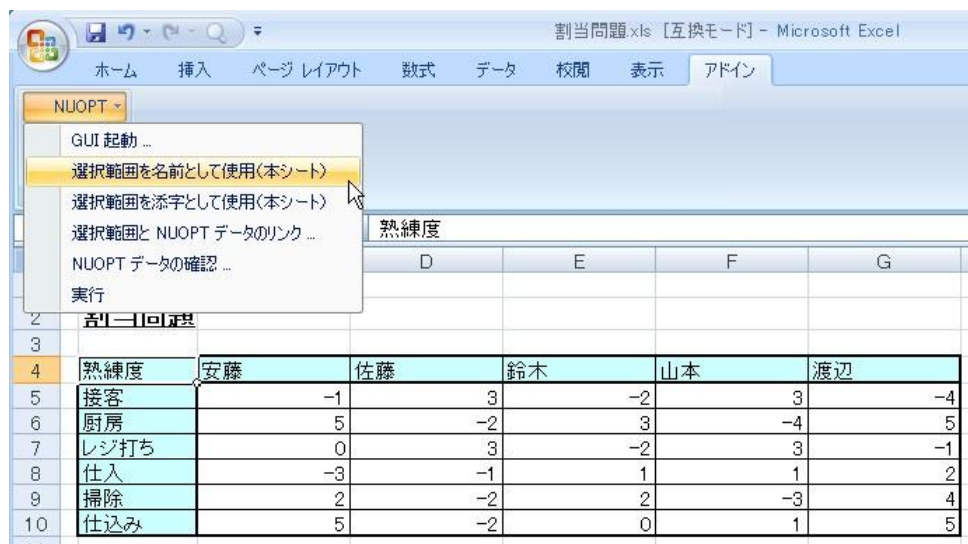 割当問題.xls [互換モード] - Microsoft Excel
ホーム 挿入 ページ レイアウト 数式 データ 校閲 表示 アドイン
NUOPT
GUI 起動 ...
選択範囲を名前として使用(本シート)
選択範囲を添字として使用(本シート)
選択範囲と NUOPT データのリンク ...
NUOPT データの確認 ...
実行
熟練度
D E F G
2 割当問題
3
4 熟練度 安藤 佐藤 鈴木 山本 渡辺
5 接客 -1 3 -2 3 -4
6 厨房 5 -2 3 -4 5
7 レジ打ち 0 3 -2 3 -1
8 仕入 -3 -1 1 1 2
9 掃除 2 -2 2 -3 4
10 仕込み 5 -2 0 1 5